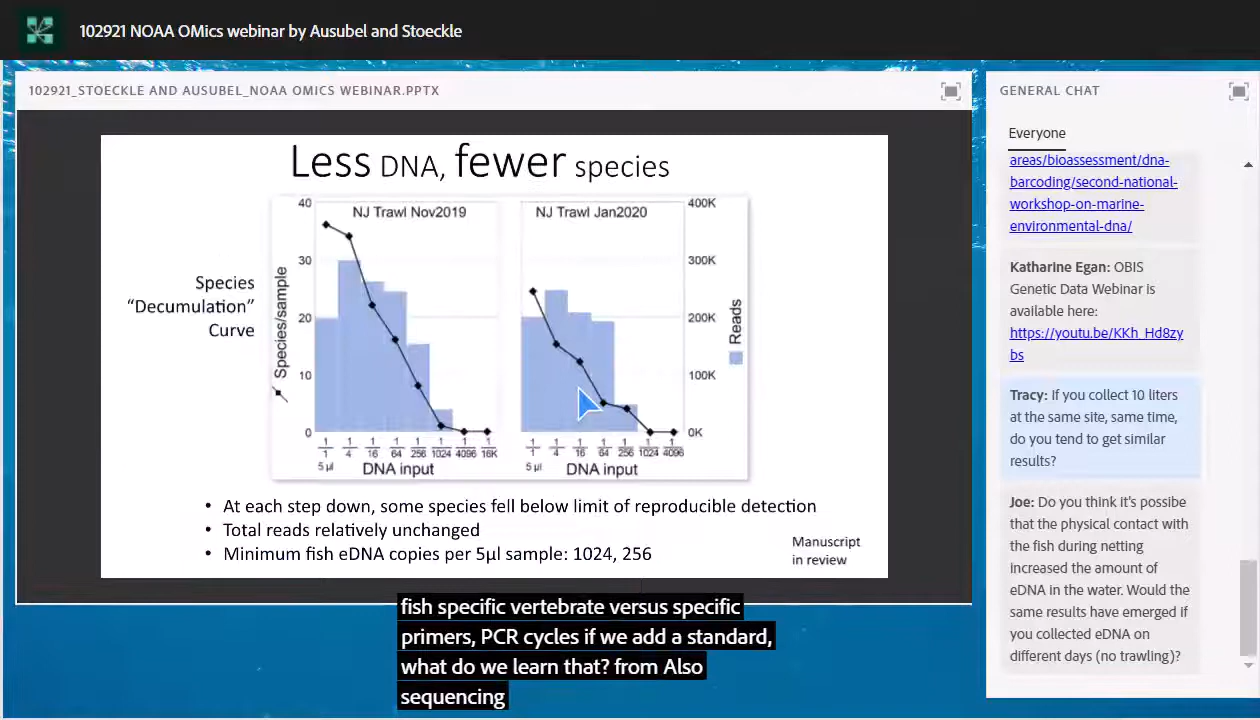 102921 NOAA OMics webinar by Ausubel and Stoeckle
102921_STOECKLE AND AUSUBEL_NOAA OMICS WEBINAR.PPTX
Less DNA, fewer species
Species
"Decumulation"
Curve
Species/sample
40
30
20
10
0
NJ Trawl Nov2019
1/1 1/4 1/16 1/64 1/256 1/1024 1/4096 1/16K
5 µl
DNA input
NJ Trawl Jan2020
1/1 1/4 1/16 1/64 1/256 1/1024 1/4096
5 µl
DNA input
400K
300K
200K
100K
0K
Reads
• At each step down, some species fell below limit of reproducible detection
• Total reads relatively unchanged
• Minimum fish eDNA copies per 5µl sample: 1024, 256
Manuscript
in review
fish specific vertebrate versus specific
primers, PCR cycles if we add a standard,
what do we learn that? from Also
sequencing
GENERAL CHAT
Everyone
areas/bioassessment/dna-
barcoding/second-national-
workshop-on-marine-
environmental-dna/
Katharine Egan: OBIS
Genetic Data Webinar is
available here:
https://youtu.be/KKh_Hd8zy
bs
Tracy: If you collect 10 liters
at the same site, same time,
do you tend to get similar
results?
Joe: Do you think it's possibe
that the physical contact with
the fish during netting
increased the amount of
eDNA in the water. Would the
same results have emerged if
you collected eDNA on
different days (no trawling)?